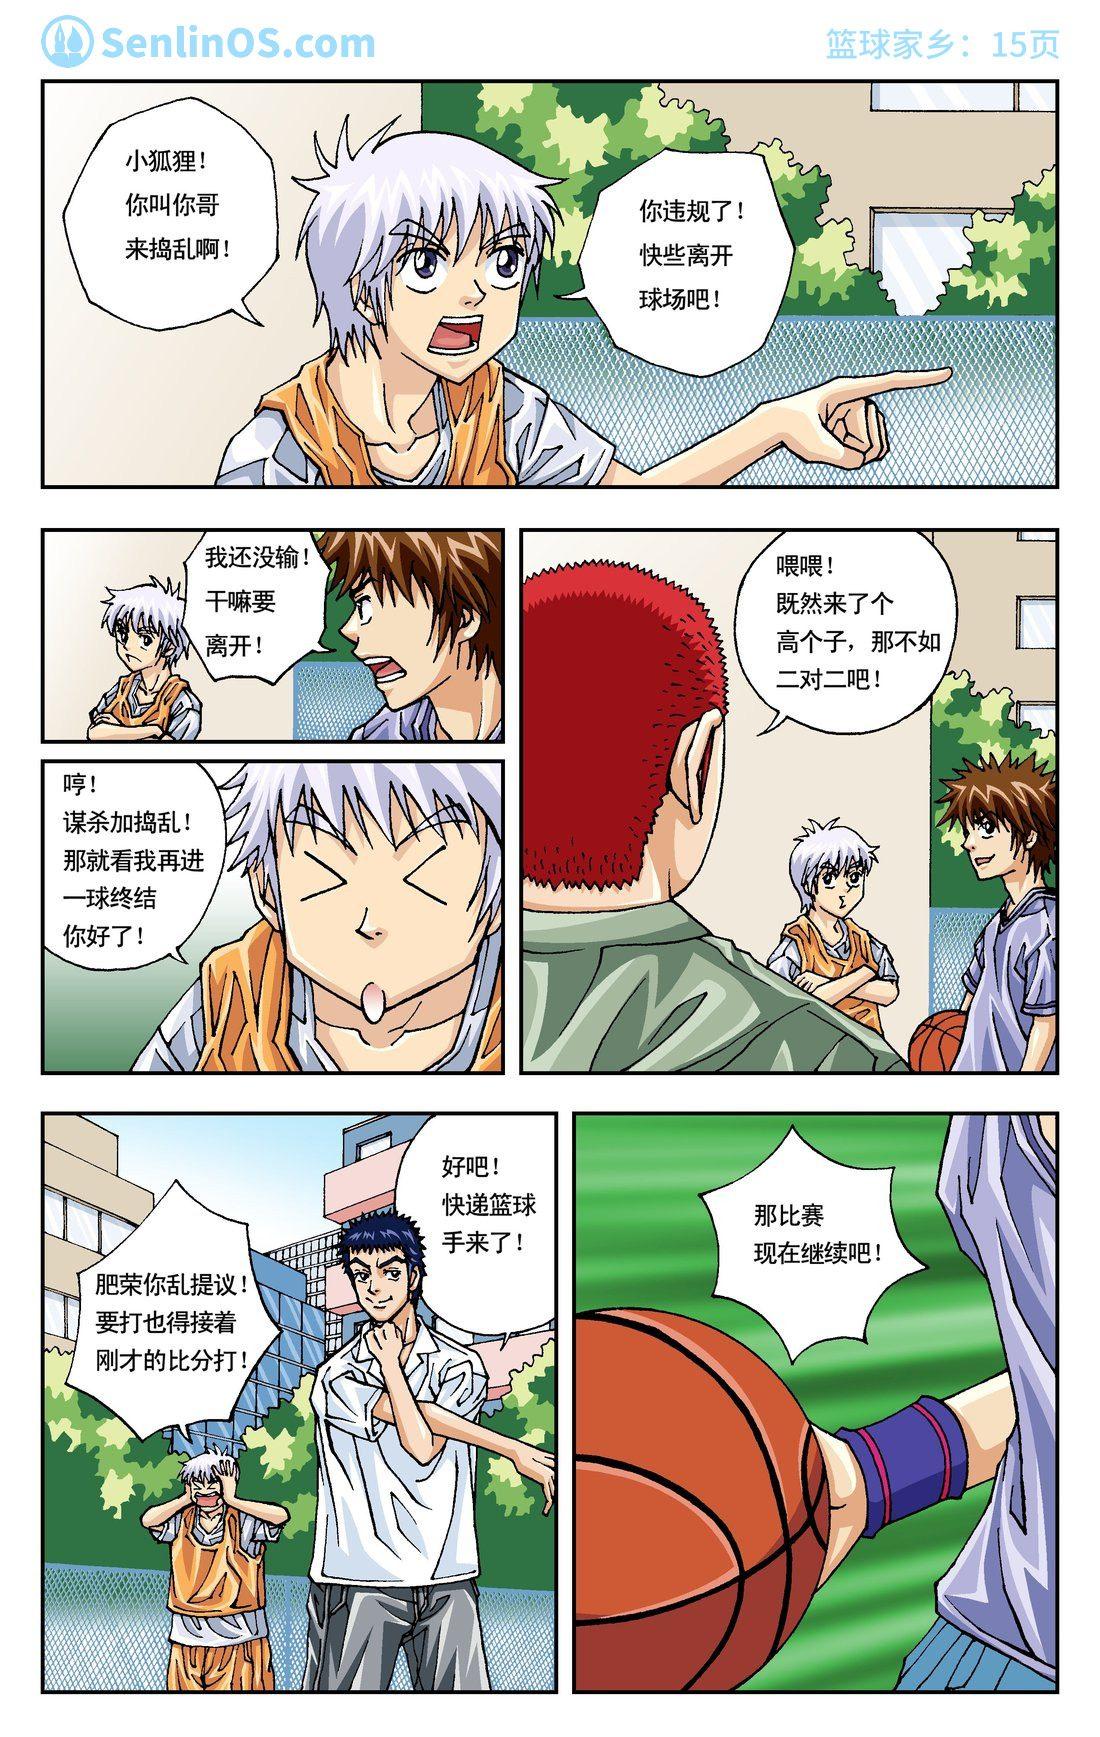 SenlinOS.com
篮球家乡：15页
小狐狸！
你叫你哥
来捣乱啊！
你违规了！
快些离开
球场吧！
我还没输！
干嘛要
离开！
哼！
谋杀加捣乱！
那就看我再进
一球终结
你好了！
喂喂！
既然来了个
高个子，那不如
二对二吧！
肥荣你乱提议！
要打也得接着
刚才的比分打！
好吧！
快递篮球
手来了！
那比赛
现在继续吧！